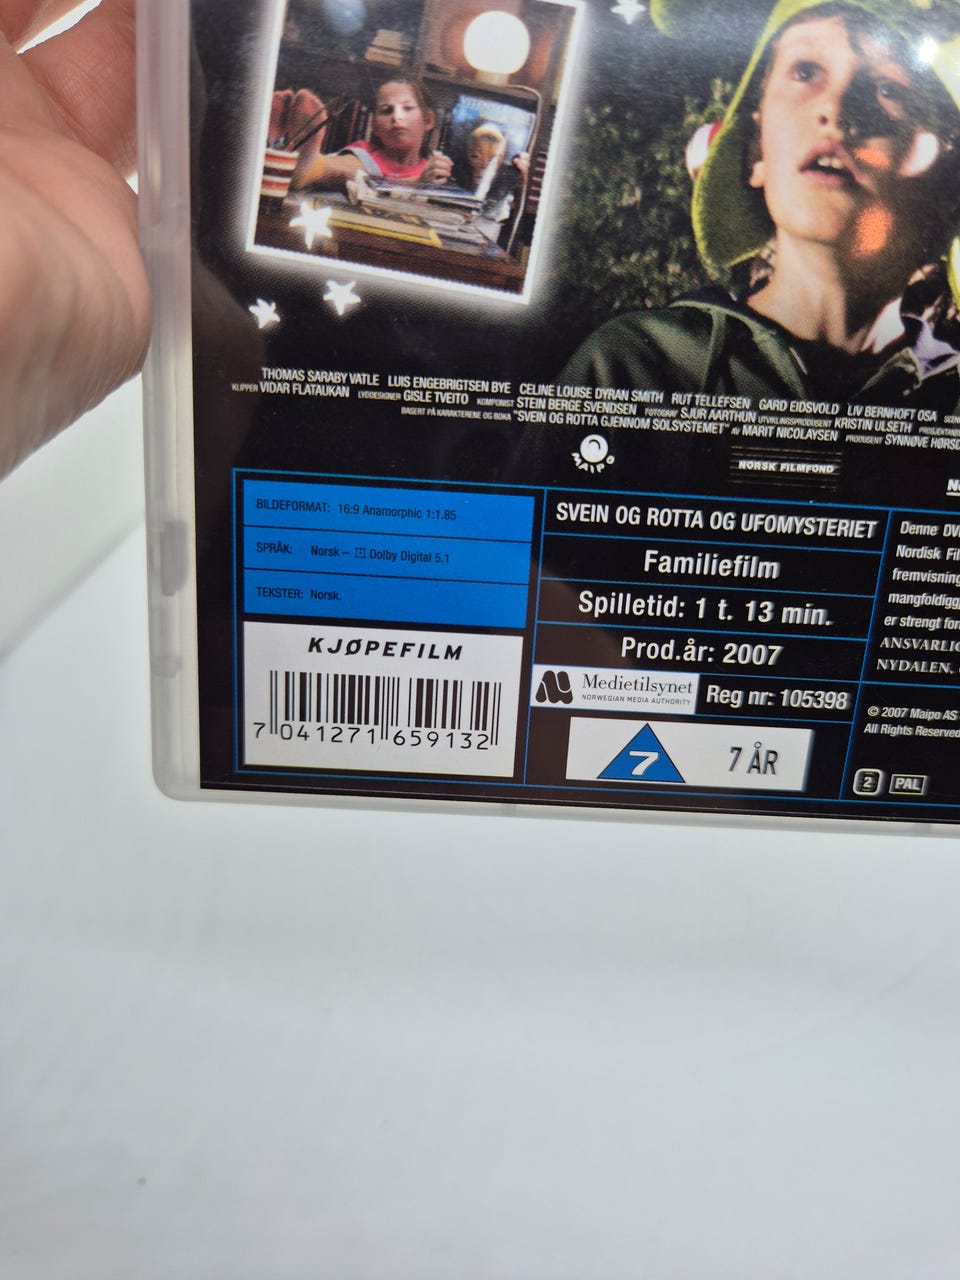 THOMAS SARABY VATLE LUIS ENGEBRIGTSEN BYE CELINE LOUISE DYRAN SMITH RUT TELLEFSEN GARD EIDSVOLD LIV BERNHOFT OSA
KLIPPER VIDAR FLATAUKAN LYDDESIGNER GISLE TVEITO KOMPONIST STEIN BERGE SVENDSEN FOTOGRAF SJUR AARTHUN UTVIKLINGSPRODUSENT KRISTIN ULSETH
BASERT PÅ KARAKTERENE OG BOKA "SVEIN OG ROTTA GJENNOM SOLSYSTEMET" AV MARIT NICOLAYSEN PRODUSENT SYNNØVE HØRSD
MAIPO
NORSK FILMFOND
BILDEFORMAT: 16:9 Anamorphic 1:1.85
SPRÅK: Norsk – Dolby Digital 5.1
TEKSTER: Norsk.
KJØPEFILM
7 041271 659132
SVEIN OG ROTTA OG UFOMYSTERIET
Familiefilm
Spilletid: 1 t. 13 min.
Prod.år: 2007
Medietilsynet
NORWEGIAN MEDIA AUTHORITY
Reg nr: 105398
7
7 ÅR
Denne DV
Nordisk Fil
fremvisning
mangfoldigg
er strengt for
ANSVARLIG
NYDALEN,
© 2007 Maipo AS
All Rights Reserved
2
PAL